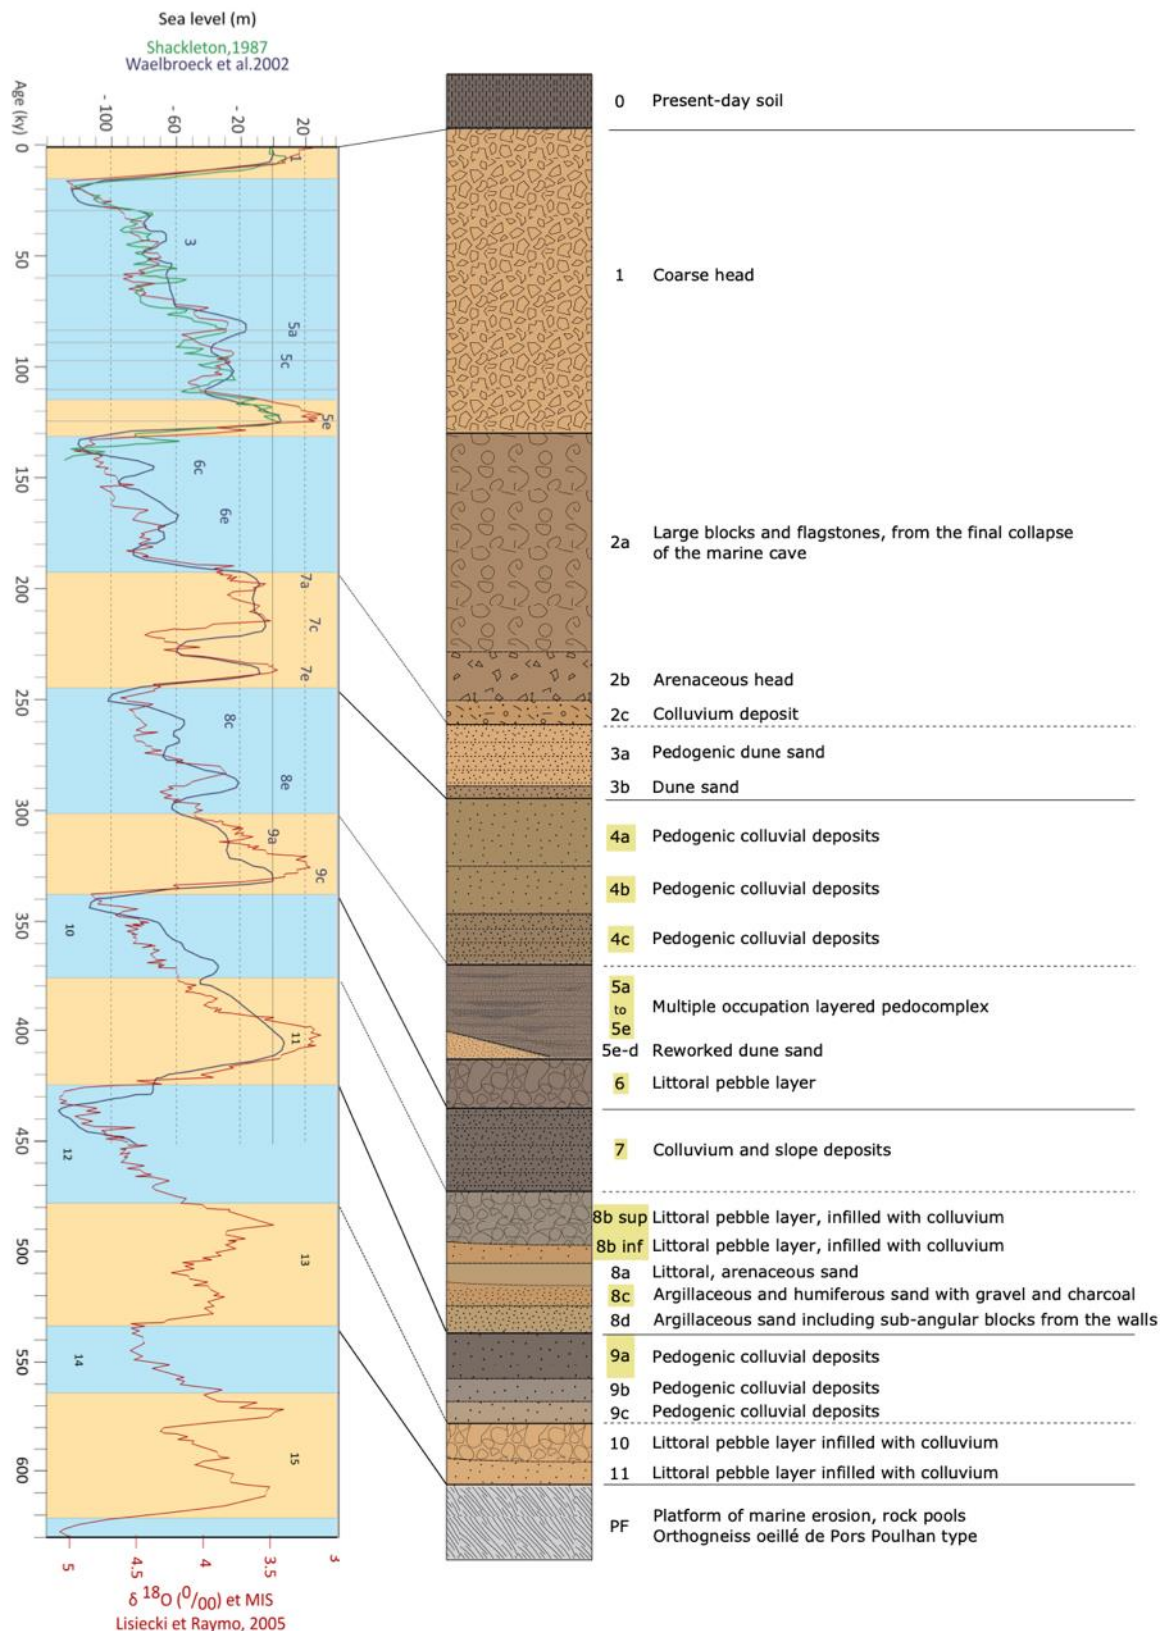 Sea level (m)
Shackleton,1987
Waelbroeck et al.2002
Age (ky)
- 100
- 60
- 20
20
0
50
100
150
200
250
300
350
400
450
500
550
600
1
3
5a
5c
5e
6c
6e
7a
7c
7e
8c
8e
9a
9c
10
11
12
13
14
15
5
4.5
4
3.5
3
δ 18O (0/00) et MIS
Lisiecki et Raymo, 2005
0 Present-day soil
1 Coarse head
2a Large blocks and flagstones, from the final collapse
of the marine cave
2b Arenaceous head
2c Colluvium deposit
3a Pedogenic dune sand
3b Dune sand
4a Pedogenic colluvial deposits
4b Pedogenic colluvial deposits
4c Pedogenic colluvial deposits
5a
to
5e
Multiple occupation layered pedocomplex
5e-d Reworked dune sand
6 Littoral pebble layer
7 Colluvium and slope deposits
8b sup Littoral pebble layer, infilled with colluvium
8b inf Littoral pebble layer, infilled with colluvium
8a Littoral, arenaceous sand
8c Argillaceous and humiferous sand with gravel and charcoal
8d Argillaceous sand including sub-angular blocks from the walls
9a Pedogenic colluvial deposits
9b Pedogenic colluvial deposits
9c Pedogenic colluvial deposits
10 Littoral pebble layer infilled with colluvium
11 Littoral pebble layer infilled with colluvium
PF Platform of marine erosion, rock pools
Orthogneiss oeillé de Pors Poulhan type